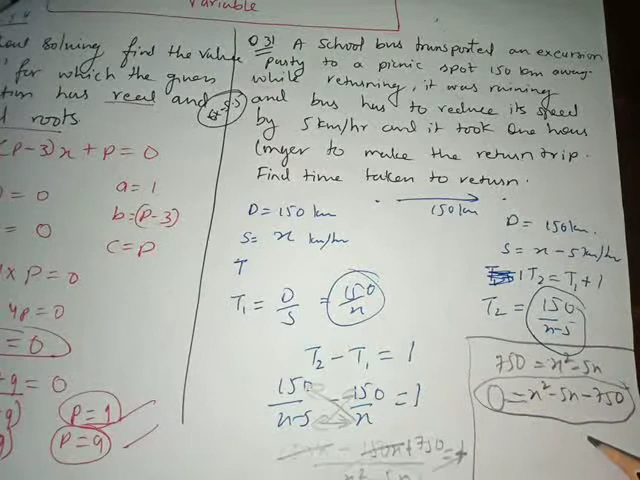 Variable
solving find the value
for which the given
has real and
roots
(p-3)x + p = 0
= 0
a = 1
= 0
b = (p-3)
c = p
x p = 0
4p = 0
= 0
= 0
p = 1
p = 9
Q31 A school bus transported an excursion
party to a picnic spot 150 km away.
while returning, it was raining
and bus has to reduce its speed
by 5 km/hr and it took one hour
longer to make the return trip.
Find time taken to return.
150 km
D = 150 km
S = x km/hr
T
T₁ = D/S = 150/x
D = 150 km.
S = x - 5 km/hr
T₂ = T₁ + 1
T₂ = 150/x-5
T₂ - T₁ = 1
150/x-5 - 150/x = 1
- 150x + 750 = 1
x² 5x
750 = x² - 5x
0 = x² - 5x - 750